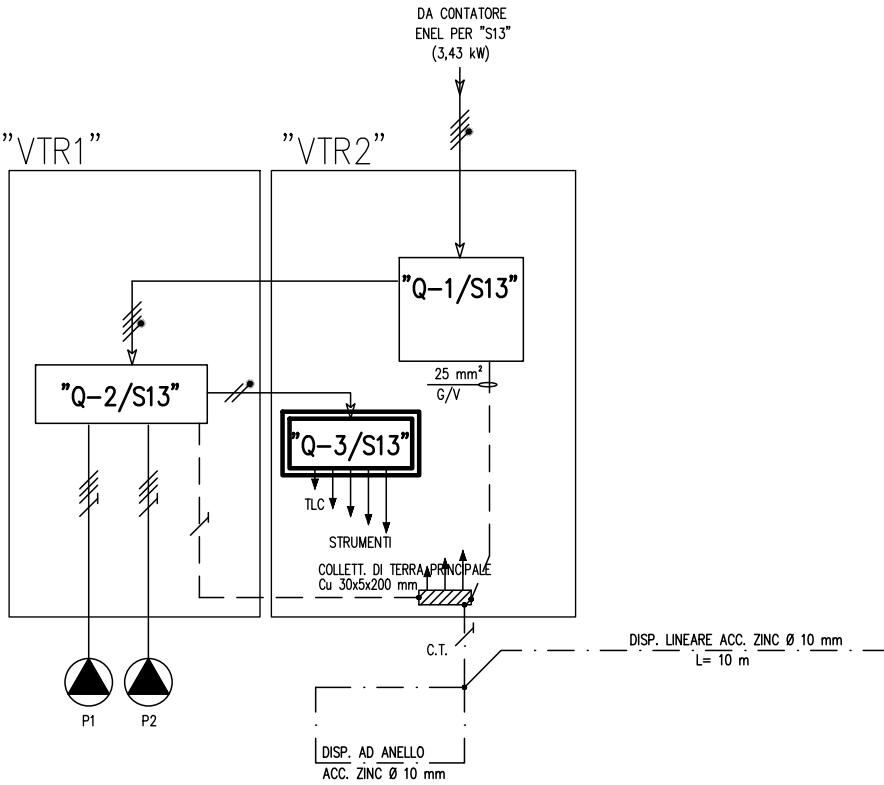 DA CONTATORE
ENEL PER "S13"
(3,43 kW)
"VTR1"
"VTR2"
"Q-1/S13"
25 mm²
G/V
"Q-2/S13"
"Q-3/S13"
TLC
STRUMENTI
COLLETT. DI TERRA PRINCIPALE
Cu 30x5x200 mm
C.T.
DISP. LINEARE ACC. ZINC Ø 10 mm
L= 10 m
P1
P2
DISP. AD ANELLO
ACC. ZINC Ø 10 mm